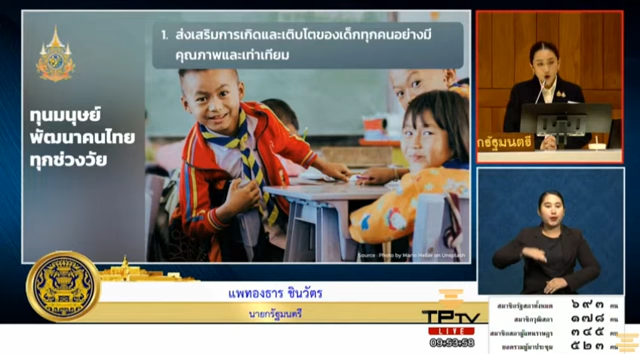 1. ส่งเสริมการเกิดและเติบโตของเด็กทุกคนอย่างมี
คุณภาพและเท่าเทียม
ทุนมนุษย์
พัฒนาคนไทย
ทุกช่วงวัย
Source : Photo by Mario Heller on Unsplash
กรัฐมนตรี
แพทองธาร ชินวัตร
นายกรัฐมนตรี
TPTV
LIVE
09:53:58
สมาชิกรัฐสภาทั้งหมด ๖๙๓ คน
สมาชิกวุฒิสภา ๑๗๘ คน
สมาชิกสภาผู้แทนราษฎร ๓๔๕ คน
ยอดรวมผู้มาประชุม ๕๒๓ คน